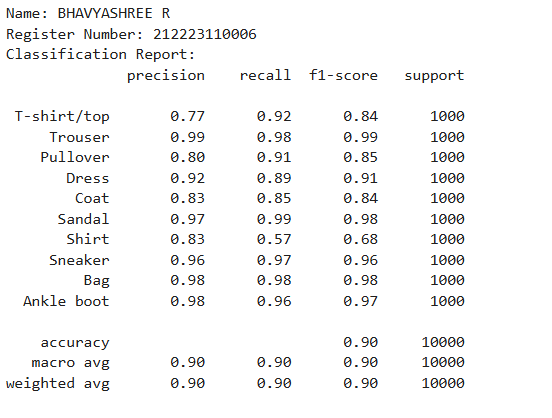 Name: BHAVYASHREE R
Register Number: 212223110006
Classification Report:
precision recall f1-score support
T-shirt/top 0.77 0.92 0.84 1000
Trouser 0.99 0.98 0.99 1000
Pullover 0.80 0.91 0.85 1000
Dress 0.92 0.89 0.91 1000
Coat 0.83 0.85 0.84 1000
Sandal 0.97 0.99 0.98 1000
Shirt 0.83 0.57 0.68 1000
Sneaker 0.96 0.97 0.96 1000
Bag 0.98 0.98 0.98 1000
Ankle boot 0.98 0.96 0.97 1000
accuracy 0.90 10000
macro avg 0.90 0.90 0.90 10000
weighted avg 0.90 0.90 0.90 10000